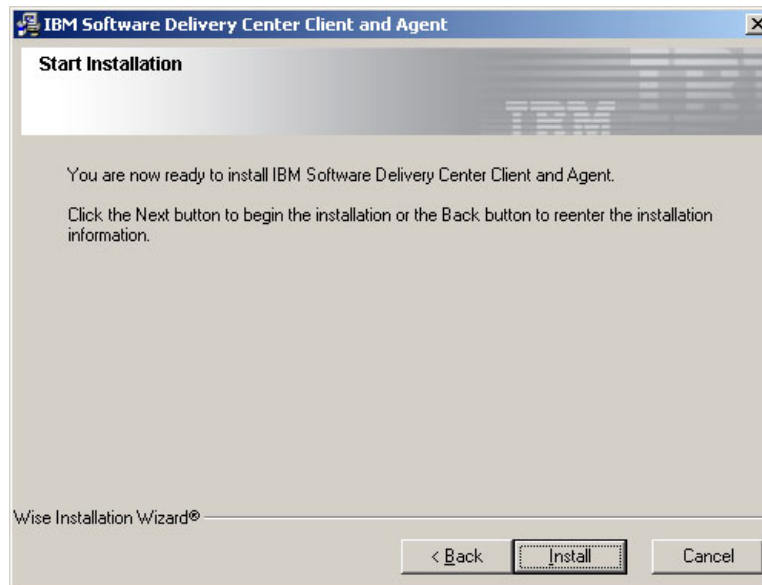 IBM Software Delivery Center Client and Agent
Start Installation
IBM
You are now ready to install IBM Software Delivery Center Client and Agent.
Click the Next button to begin the installation or the Back button to reenter the installation
information.
Wise Installation Wizard®
< Back
Install
Cancel